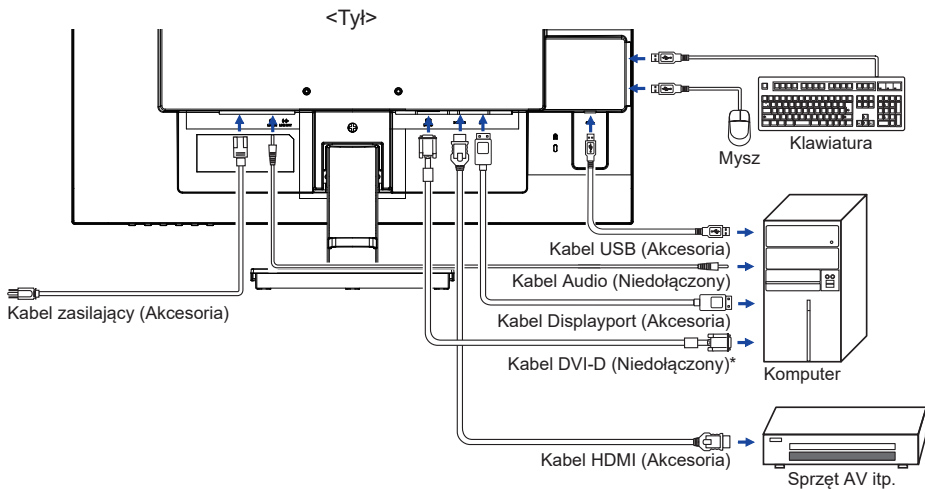 <Tył>
Klawiatura
Mysz
Kabel USB (Akcesoria)
Kabel Audio (Niedołączony)
Kabel zasilający (Akcesoria)
Kabel Displayport (Akcesoria)
Kabel DVI-D (Niedołączony)*
Komputer
Kabel HDMI (Akcesoria)
Sprzęt AV itp.